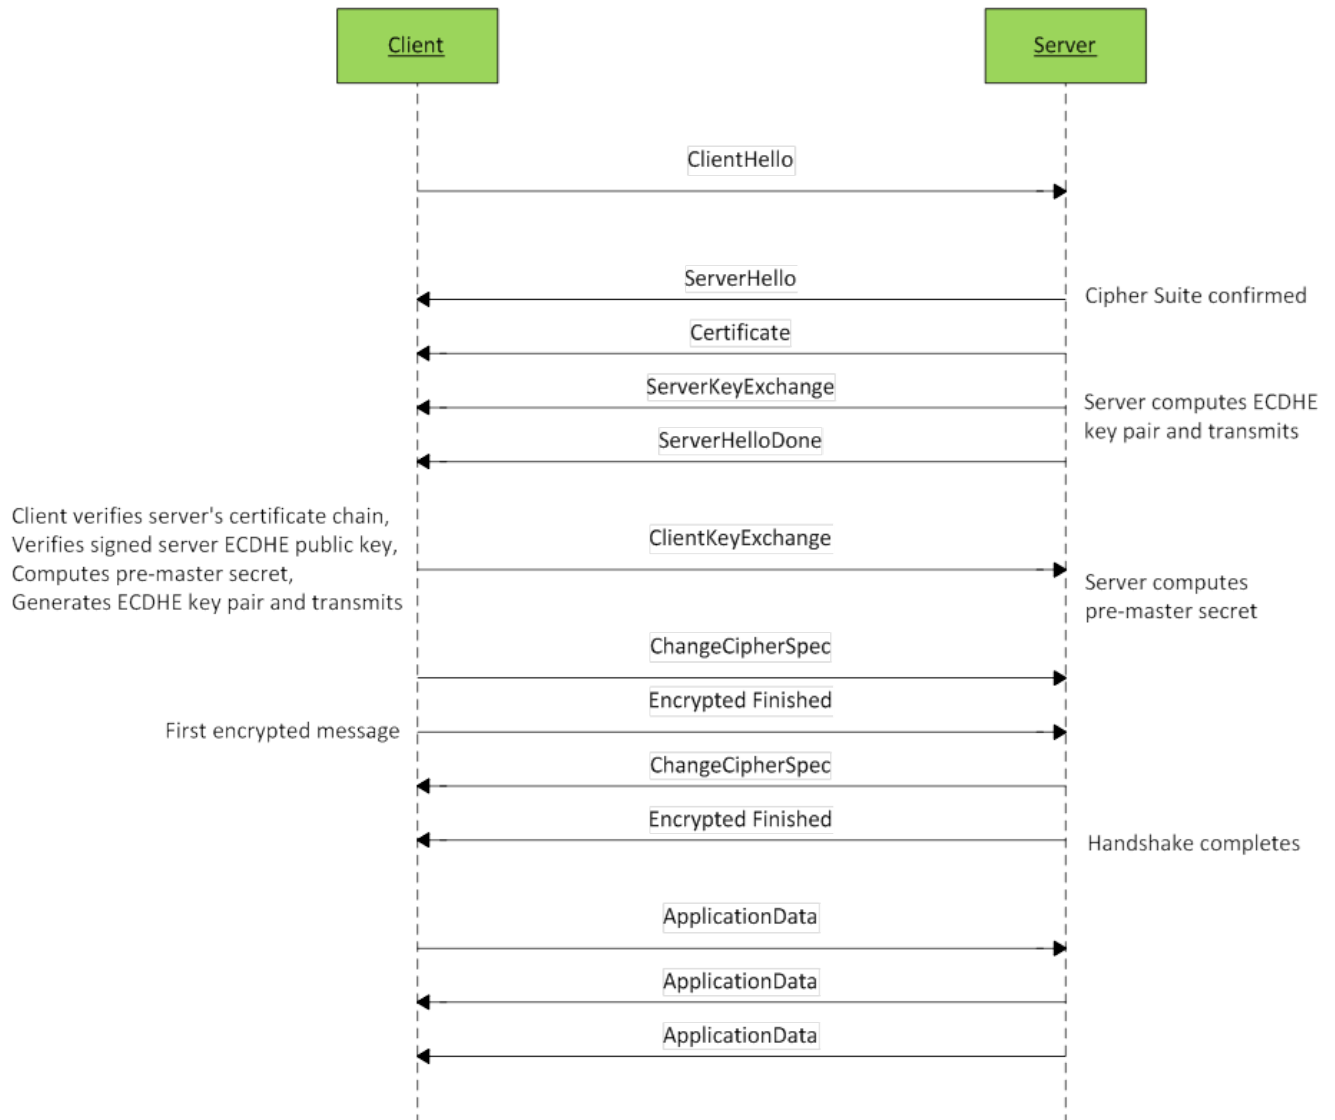 Client
Server
ClientHello
ServerHello
Cipher Suite confirmed
Certificate
ServerKeyExchange
Server computes ECDHE
key pair and transmits
ServerHelloDone
Client verifies server's certificate chain,
Verifies signed server ECDHE public key,
Computes pre-master secret,
Generates ECDHE key pair and transmits
ClientKeyExchange
Server computes
pre-master secret
ChangeCipherSpec
Encrypted Finished
First encrypted message
ChangeCipherSpec
Encrypted Finished
Handshake completes
ApplicationData
ApplicationData
ApplicationData